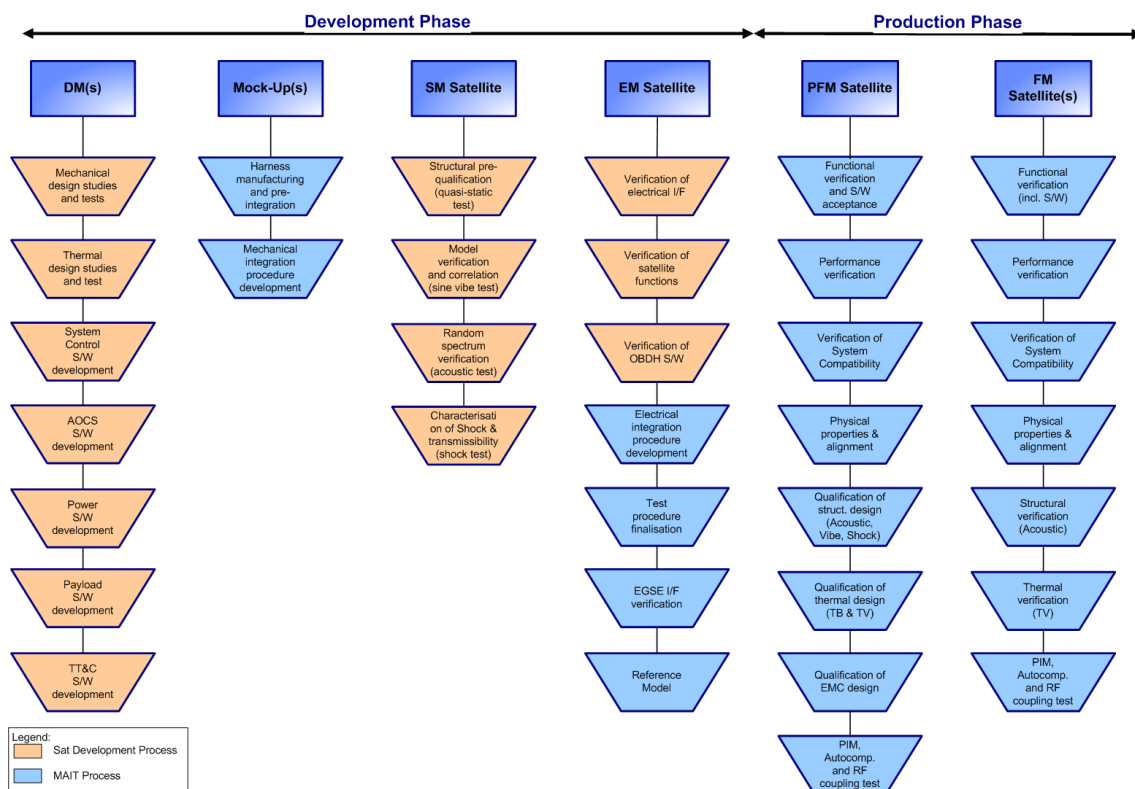 Development Phase
Production Phase
DM(s)
Mechanical
design studies
and tests
Thermal
design studies
and test
System
Control
S/W
development
AOCS
S/W
development
Power
S/W
development
Payload
S/W
development
TT&C
S/W
development
Mock-Up(s)
Harness
manufacturing
and pre-
integration
Mechanical
integration
procedure
development
SM Satellite
Structural pre-
qualification
(quasi-static
test)
Model
verification
and correlation
(sine vibe test)
Random
spectrum
verification
(acoustic test)
Characterisati
on of Shock &
transmissibility
(shock test)
EM Satellite
Verification of
electrical I/F
Verification of
satellite
functions
Verification of
OBDH S/W
Electrical
integration
procedure
development
Test
procedure
finalisation
EGSE I/F
verification
Reference
Model
PFM Satellite
Functional
verification
and S/W
acceptance
Performance
verification
Verification of
System
Compatibility
Physical
properties &
alignment
Qualification of
struct. design
(Acoustic,
Vibe, Shock)
Qualification of
thermal design
(TB & TV)
Qualification of
EMC design
PIM,
Autocomp.
and RF
coupling test
FM
Satellite(s)
Functional
verification
(incl. S/W)
Performance
verification
Verification of
System
Compatibility
Physical
properties &
alignment
Structural
verification
(Acoustic)
Thermal
verification
(TV)
PIM,
Autocomp.
and RF
coupling test
Legend:
Sat Development Process
MAIT Process